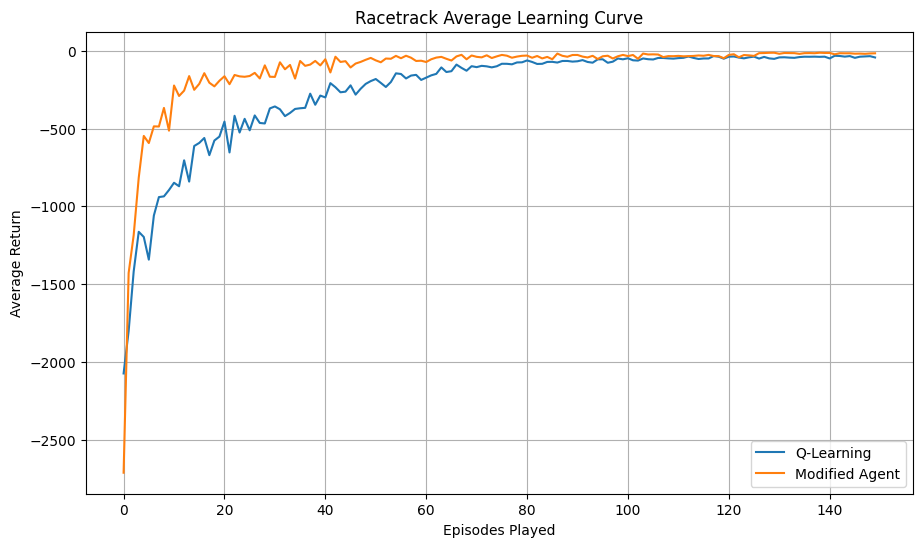 Racetrack Average Learning Curve
Average Return
0
−500
−1000
−1500
−2000
−2500
0 20 40 60 80 100 120 140
Episodes Played
Q-Learning
Modified Agent